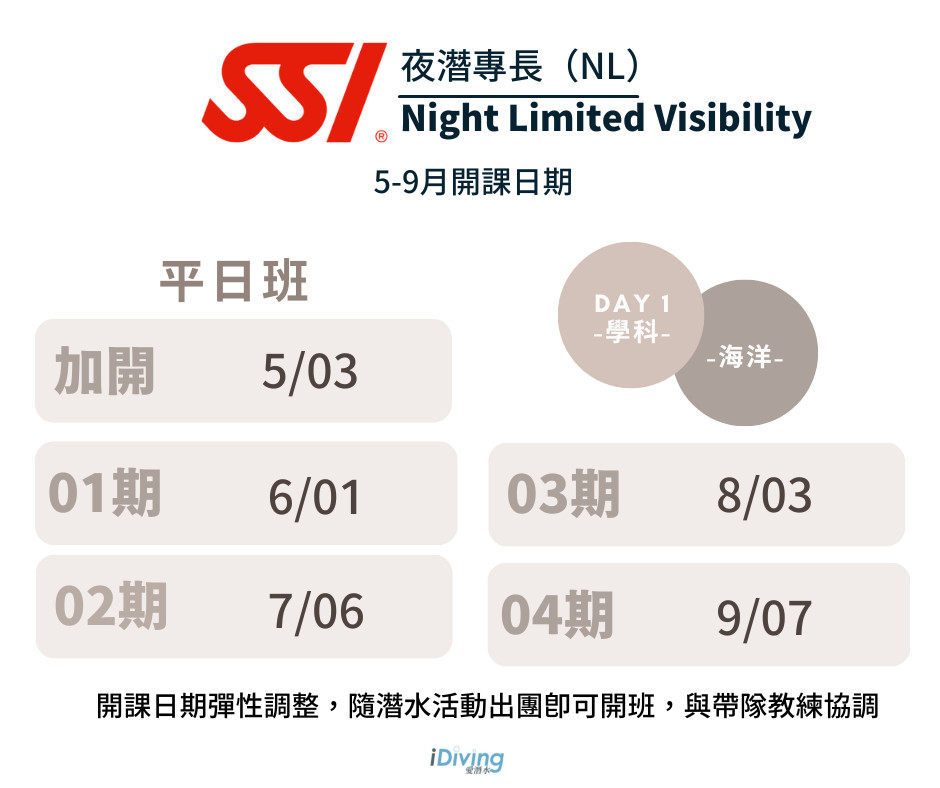 SSI®
夜潛專長（NL）
Night Limited Visibility
5-9月開課日期
平日班
DAY 1
-學科-
-海洋-
加開 5/03
01期 6/01
02期 7/06
03期 8/03
04期 9/07
開課日期彈性調整，隨潛水活動出團即可開班，與帶隊教練協調
iDiving
愛潛水